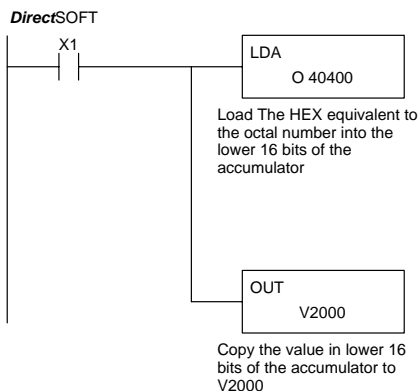 DirectSOFT
X1
LDA
O 40400
Load The HEX equivalent to
the octal number into the
lower 16 bits of the
accumulator
OUT
V2000
Copy the value in lower 16
bits of the accumulator to
V2000